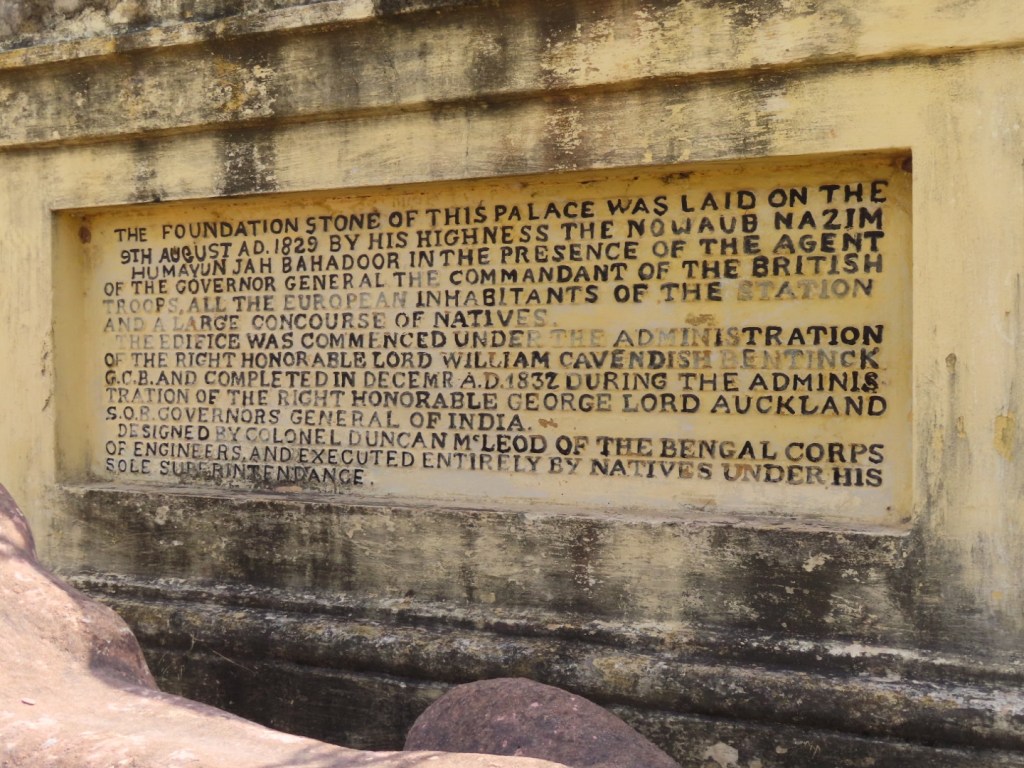 THE FOUNDATION STONE OF THIS PALACE WAS LAID ON THE
9TH AUGUST A.D. 1829 BY HIS HIGHNESS THE NOWAUB NAZIM
HUMAYUN JAH BAHADOOR IN THE PRESENCE OF THE AGENT
OF THE GOVERNOR GENERAL THE COMMANDANT OF THE BRITISH
TROOPS, ALL THE EUROPEAN INHABITANTS OF THE STATION
AND A LARGE CONCOURSE OF NATIVES.
THE EDIFICE WAS COMMENCED UNDER THE ADMINISTRATION
OF THE RIGHT HONORABLE LORD WILLIAM CAVENDISH BENTINCK
G.C.B. AND COMPLETED IN DECEMR A.D. 1832 DURING THE ADMINIS
TRATION OF THE RIGHT HONORABLE GEORGE LORD AUCKLAND
S.O.B. GOVERNORS GENERAL OF INDIA.
DESIGNED BY COLONEL DUNCAN McLEOD OF THE BENGAL CORPS
OF ENGINEERS, AND EXECUTED ENTIRELY BY NATIVES UNDER HIS
SOLE SUPERINTENDANCE.